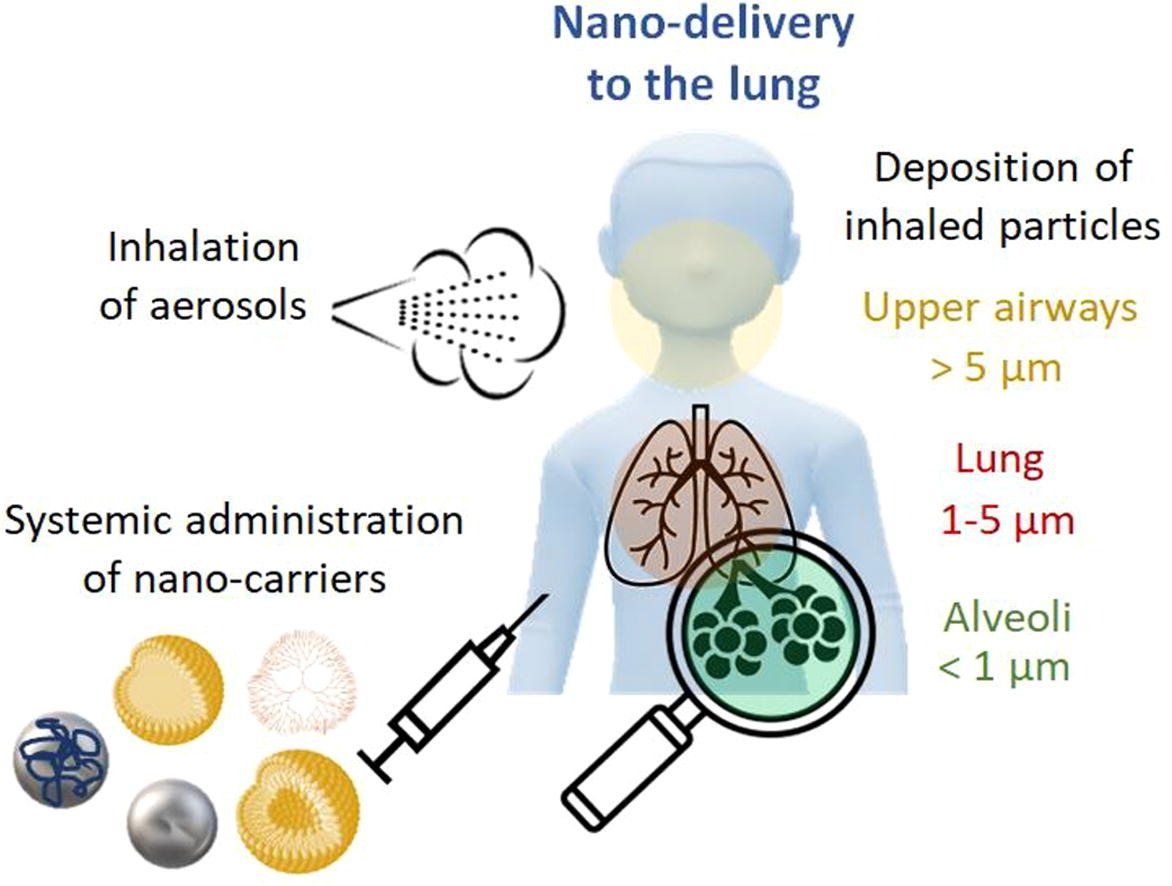 Nano-delivery
to the lung
Inhalation
of aerosols
Systemic administration
of nano-carriers
Deposition of
inhaled particles
Upper airways
> 5 μm
Lung
1-5 μm
Alveoli
< 1 μm